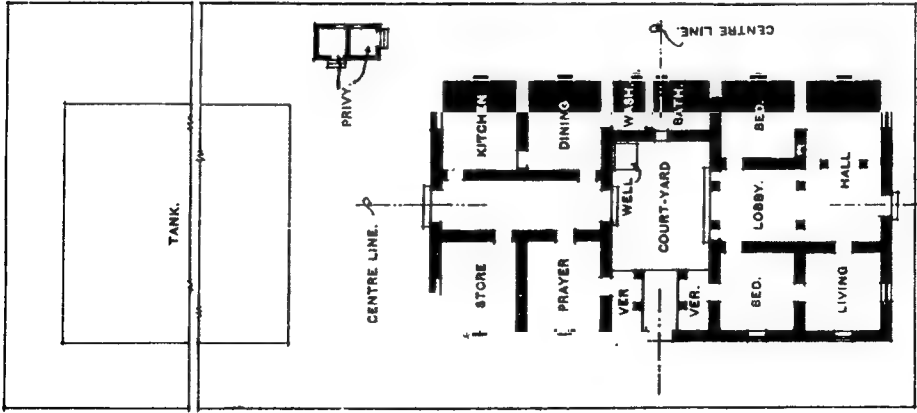 CENTRE LINE.
PRIVY.
TANK.
CENTRE LINE.
KITCHEN
DINING
WASH.
BATH.
BED.
HALL
WELL
COURT-YARD
LOBBY.
STORE
PRAYER
VER
VER.
BED.
LIVING